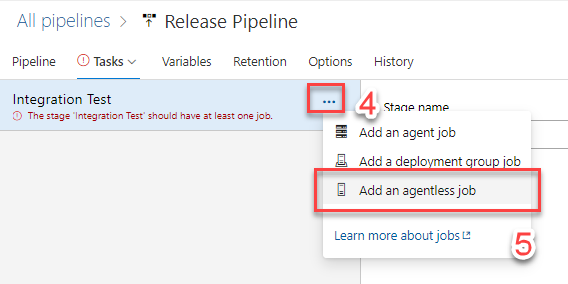 All pipelines > Release Pipeline
Pipeline Tasks Variables Retention Options History
Integration Test ... 4 Stage name
The stage 'Integration Test' should have at least one job.
Add an agent job
Add a deployment group job
Add an agentless job
Learn more about jobs 5